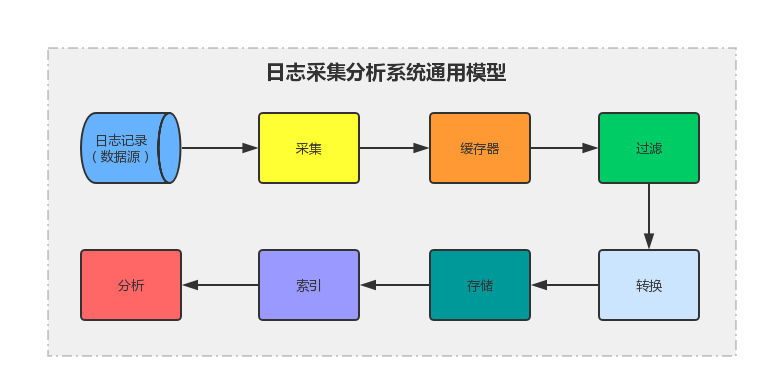 日志采集分析系统通用模型
日志记录
（数据源）
采集
缓存器
过滤
转换
存储
索引
分析